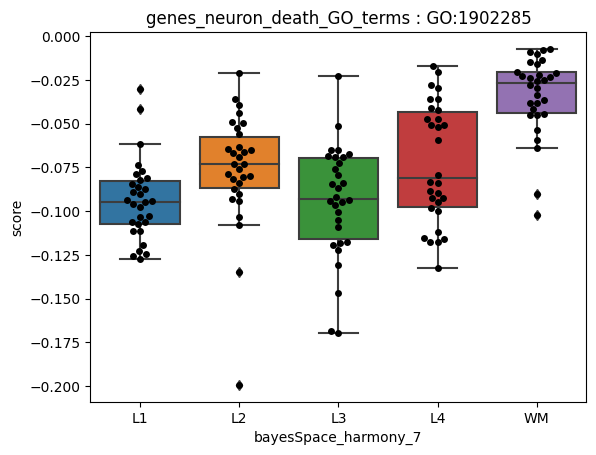 genes_neuron_death_GO_terms : GO:1902285
0.000
−0.025
−0.050
−0.075
−0.100
−0.125
−0.150
−0.175
−0.200
score
L1 L2 L3 L4 WM
bayesSpace_harmony_7